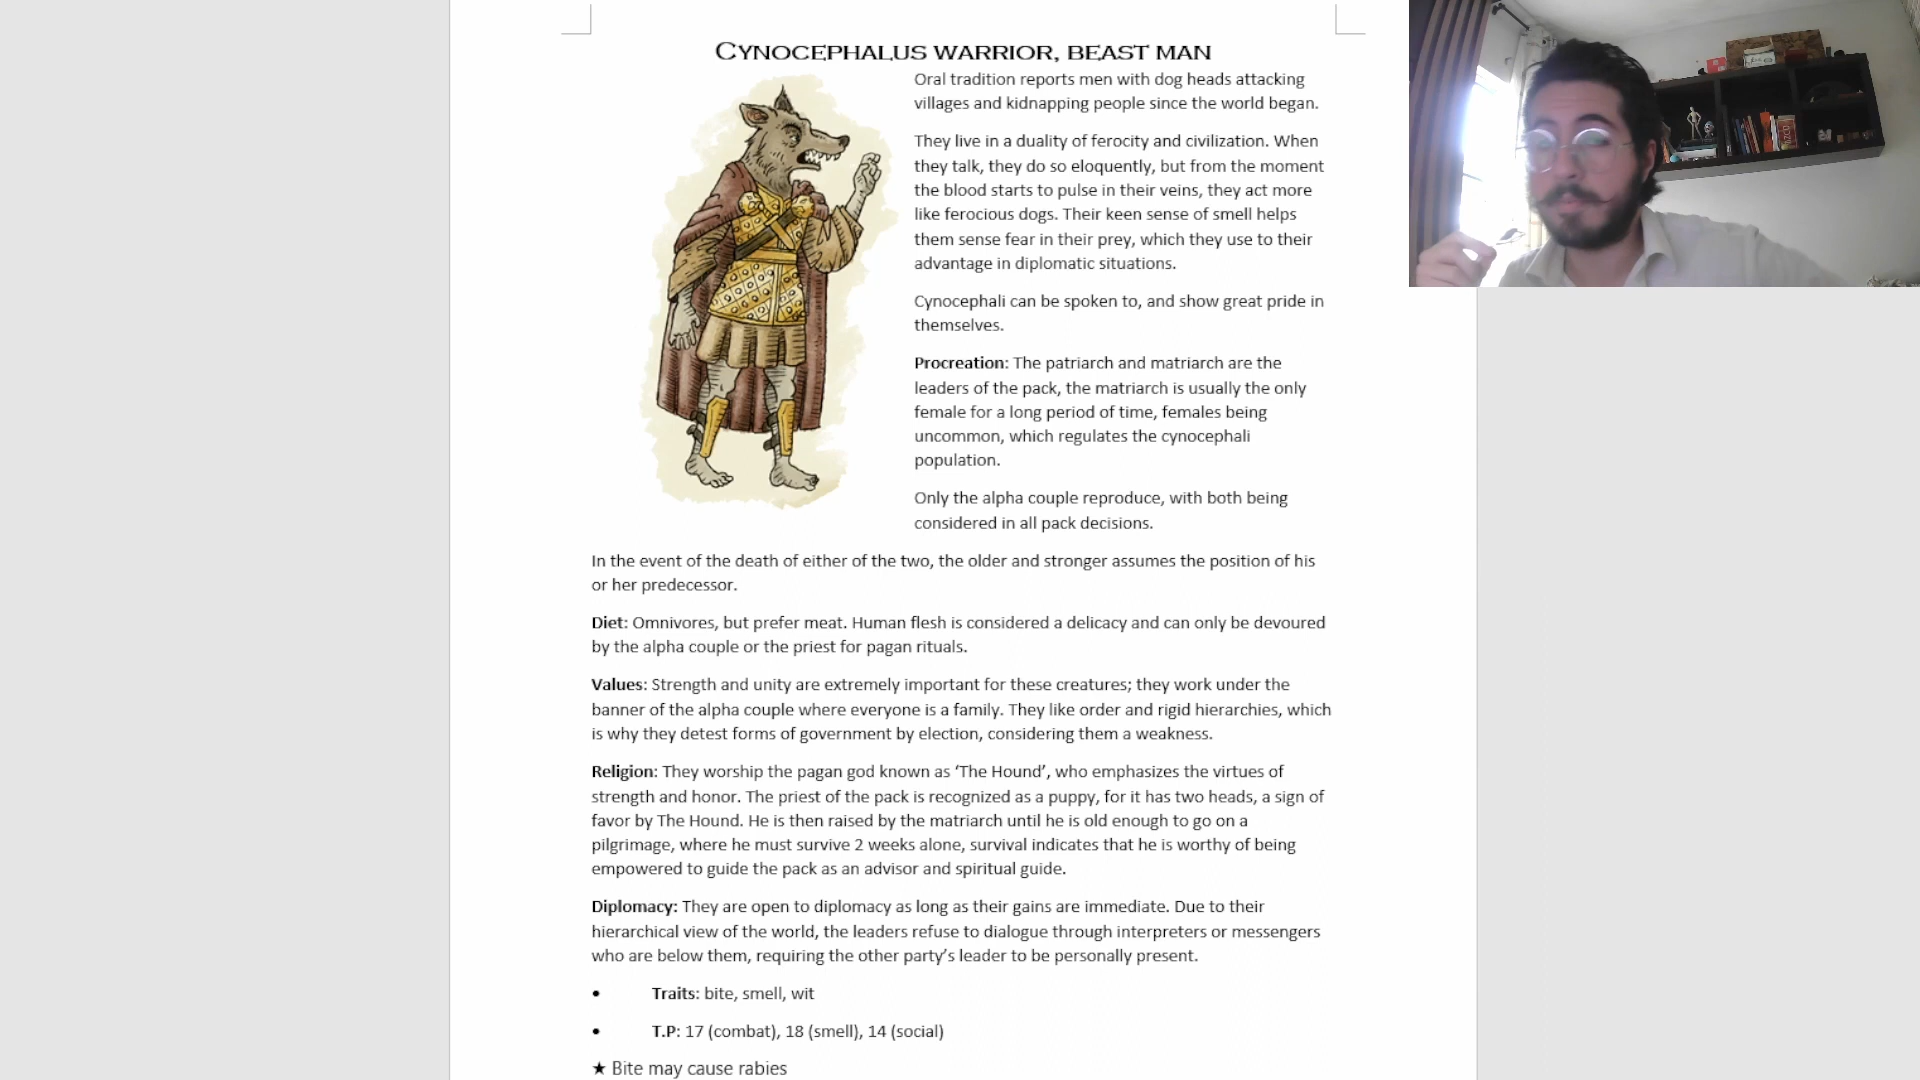 CYNOCEPHALUS WARRIOR, BEAST MAN
Oral tradition reports men with dog heads attacking
villages and kidnapping people since the world began.
They live in a duality of ferocity and civilization. When
they talk, they do so eloquently, but from the moment
the blood starts to pulse in their veins, they act more
like ferocious dogs. Their keen sense of smell helps
them sense fear in their prey, which they use to their
advantage in diplomatic situations.
Cynocephali can be spoken to, and show great pride in
themselves.
Procreation: The patriarch and matriarch are the
leaders of the pack, the matriarch is usually the only
female for a long period of time, females being
uncommon, which regulates the cynocephali
population.
Only the alpha couple reproduce, with both being
considered in all pack decisions.
In the event of the death of either of the two, the older and stronger assumes the position of his
or her predecessor.
Diet: Omnivores, but prefer meat. Human flesh is considered a delicacy and can only be devoured
by the alpha couple or the priest for pagan rituals.
Values: Strength and unity are extremely important for these creatures; they work under the
banner of the alpha couple where everyone is a family. They like order and rigid hierarchies, which
is why they detest forms of government by election, considering them a weakness.
Religion: They worship the pagan god known as ‘The Hound’, who emphasizes the virtues of
strength and honor. The priest of the pack is recognized as a puppy, for it has two heads, a sign of
favor by The Hound. He is then raised by the matriarch until he is old enough to go on a
pilgrimage, where he must survive 2 weeks alone, survival indicates that he is worthy of being
empowered to guide the pack as an advisor and spiritual guide.
Diplomacy: They are open to diplomacy as long as their gains are immediate. Due to their
hierarchical view of the world, the leaders refuse to dialogue through interpreters or messengers
who are below them, requiring the other party’s leader to be personally present.
• Traits: bite, smell, wit
• T.P: 17 (combat), 18 (smell), 14 (social)
★ Bite may cause rabies